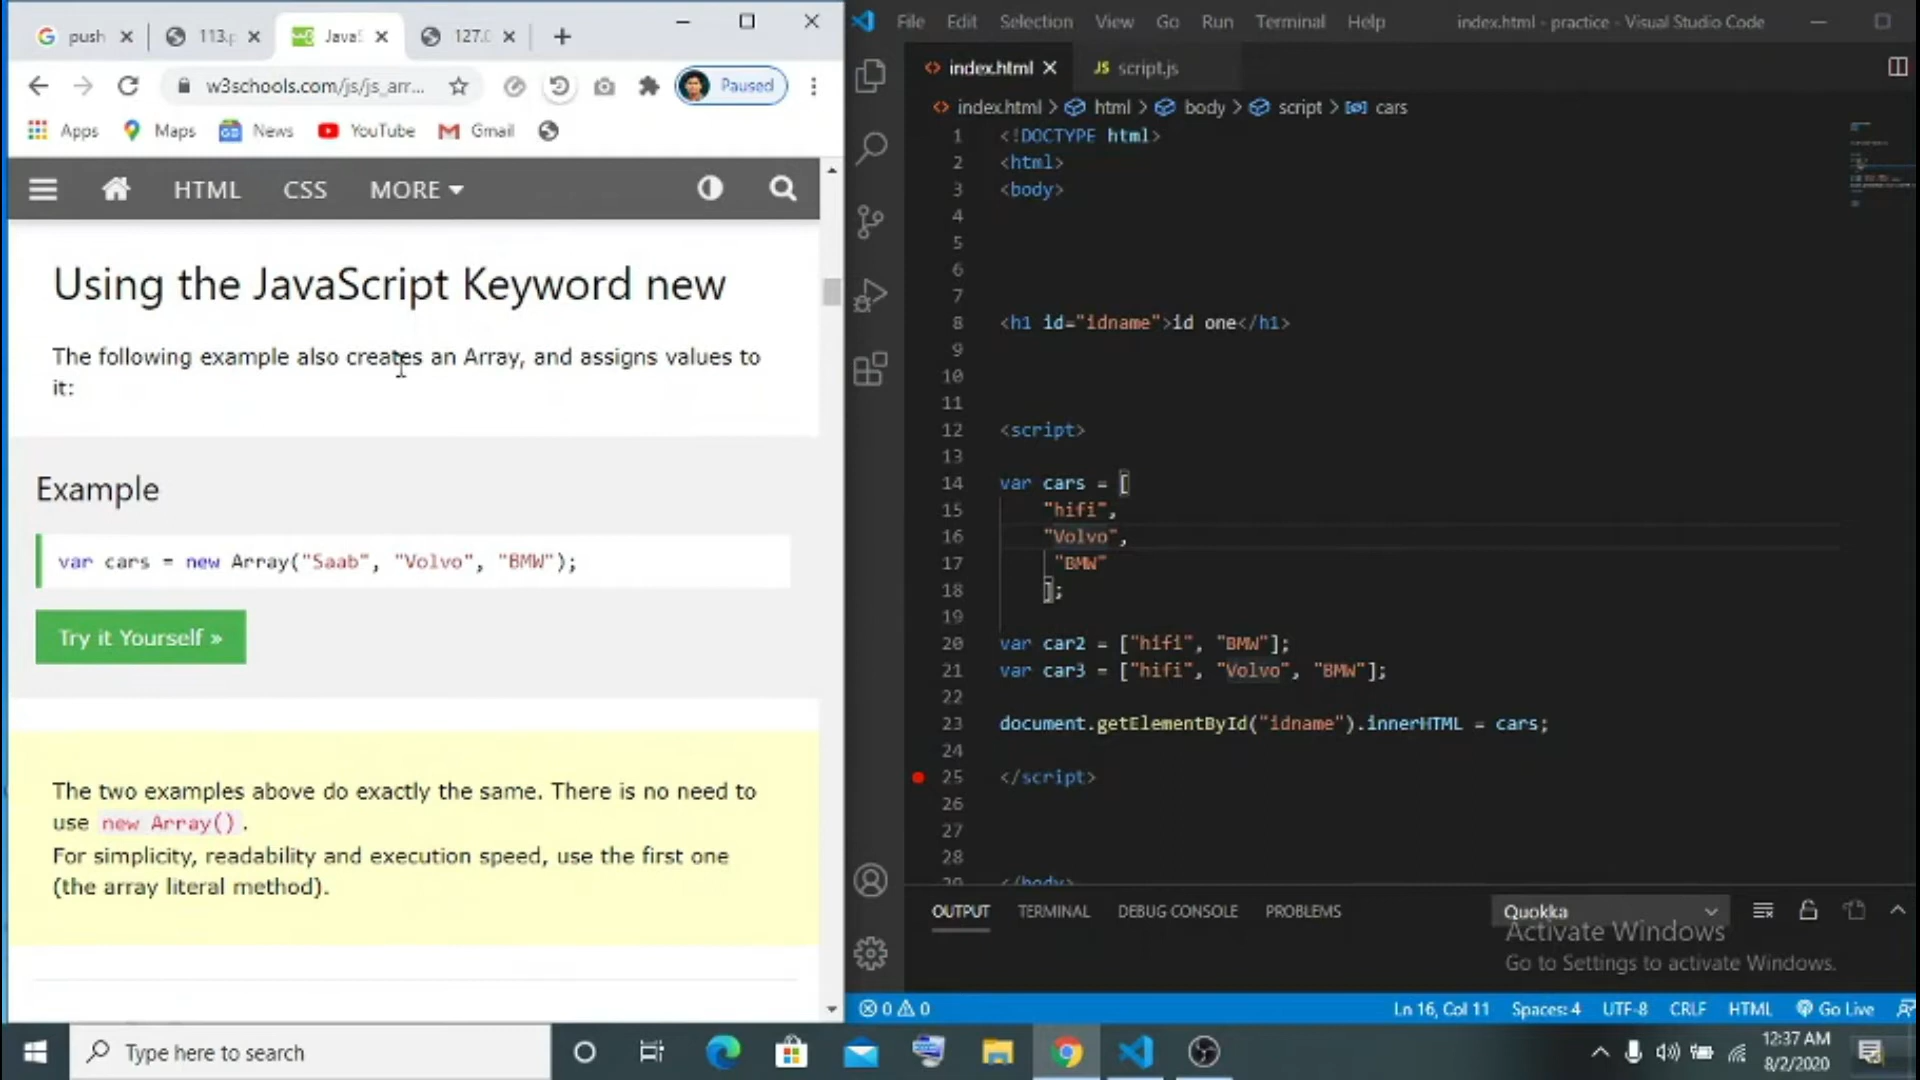 push
113.p
JavaS
127.0
w3schools.com/js/js_arr...
Paused
Apps
Maps
News
YouTube
Gmail
HTML
CSS
MORE
Using the JavaScript Keyword new
The following example also creates an Array, and assigns values to
it:
Example
var cars = new Array("Saab", "Volvo", "BMW");
Try it Yourself »
The two examples above do exactly the same. There is no need to
use new Array().
For simplicity, readability and execution speed, use the first one
(the array literal method).
File Edit Selection View Go Run Terminal Help
index.html - practice - Visual Studio Code
index.html
JS script.js
index.html > html > body > script > cars
1 <!DOCTYPE html>
2 <html>
3 <body>
4
5
6
7
8 <h1 id="idname">id one</h1>
9
10
11
12 <script>
13
14 var cars = [
15 "hifi",
16 "Volvo",
17 "BMW"
18 ];
19
20 var car2 = ["hifi", "BMW"];
21 var car3 = ["hifi", "Volvo", "BMW"];
22
23 document.getElementById("idname").innerHTML = cars;
24
25 </script>
26
27
28
29 </body>
OUTPUT TERMINAL DEBUG CONSOLE PROBLEMS
Quokka
Activate Windows
Go to Settings to activate Windows.
0 0
Ln 16, Col 11 Spaces: 4 UTF-8 CRLF HTML Go Live
Type here to search
12:37 AM
8/2/2020